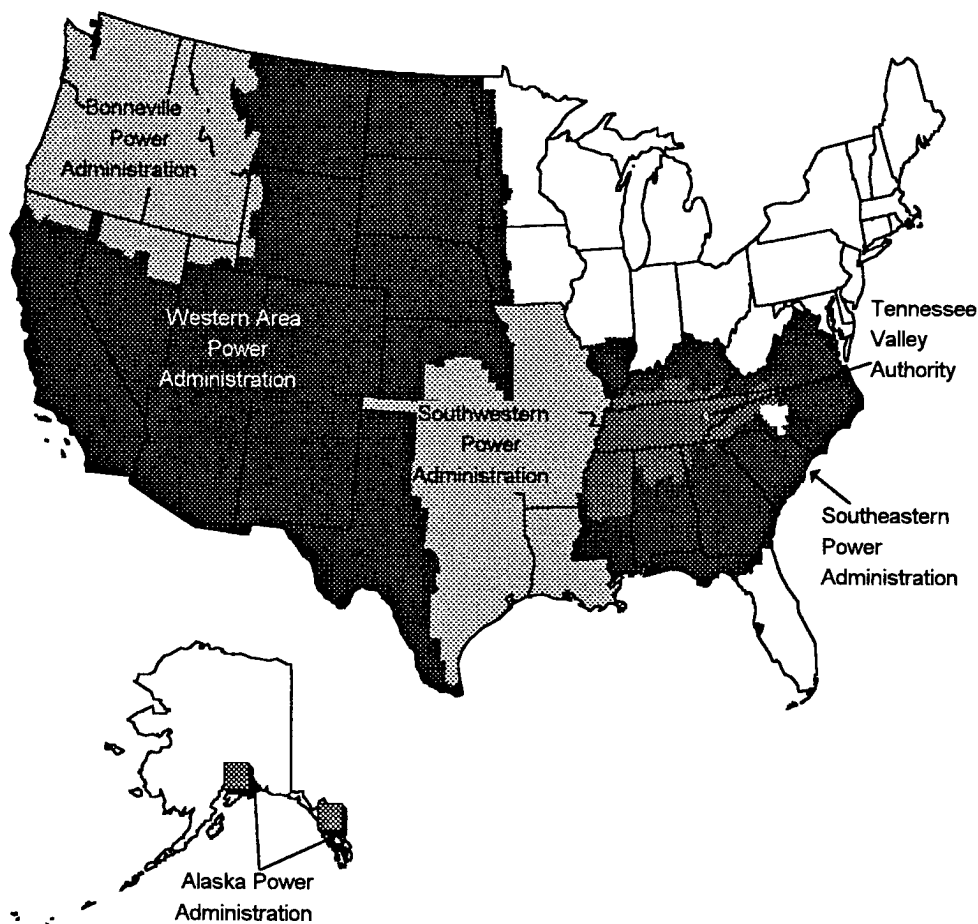 Bonneville
Power
Administration
Western Area
Power
Administration
Southwestern
Power
Administration
Tennessee
Valley
Authority
Southeastern
Power
Administration
Alaska Power
Administration